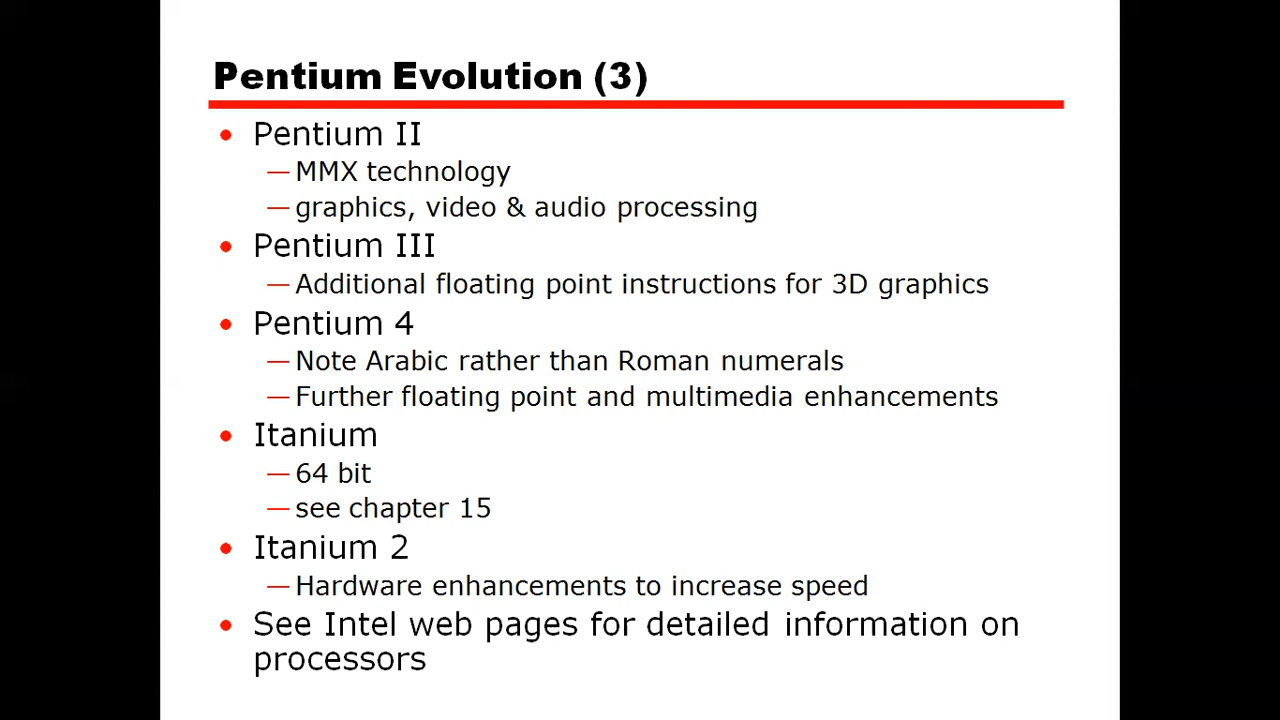 Pentium Evolution (3)
• Pentium II
— MMX technology
— graphics, video & audio processing
• Pentium III
— Additional floating point instructions for 3D graphics
• Pentium 4
— Note Arabic rather than Roman numerals
— Further floating point and multimedia enhancements
• Itanium
— 64 bit
— see chapter 15
• Itanium 2
— Hardware enhancements to increase speed
• See Intel web pages for detailed information on
processors